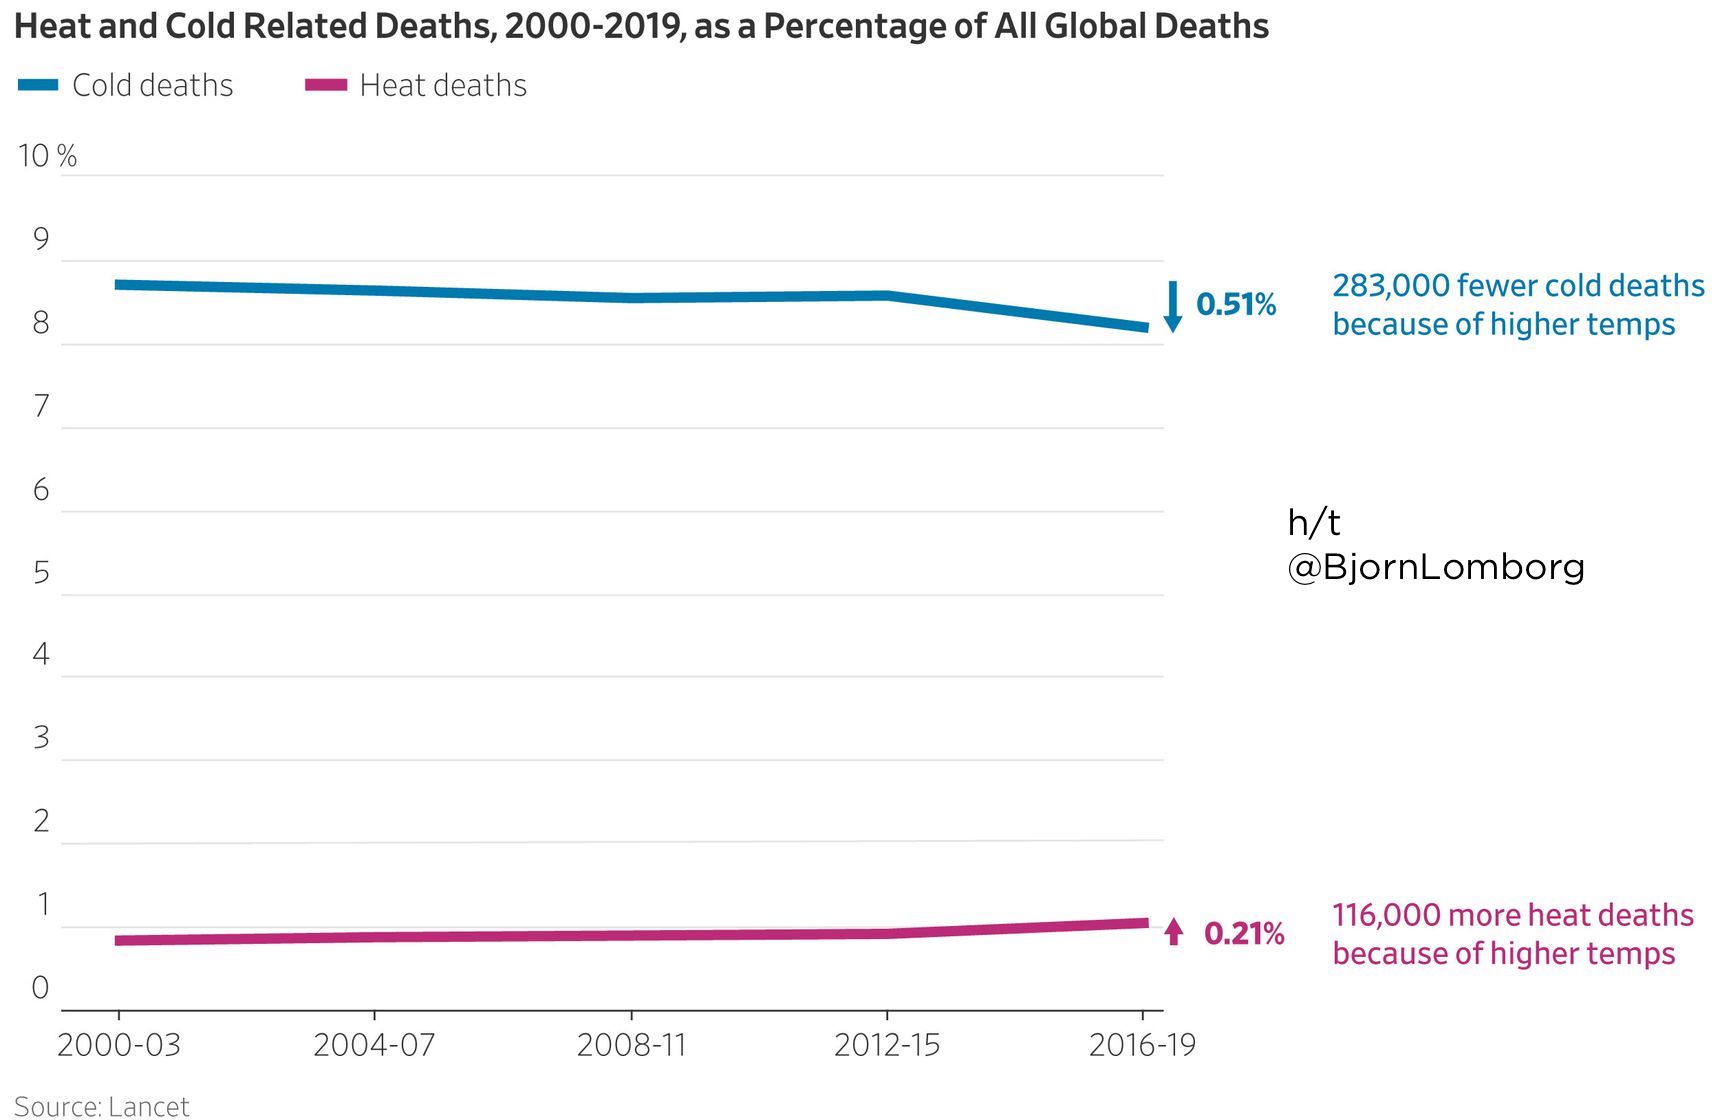 Heat and Cold Related Deaths, 2000-2019, as a Percentage of All Global Deaths
Cold deaths
Heat deaths
10 %
9
8
7
6
5
4
3
2
1
0
0.51%
283,000 fewer cold deaths
because of higher temps
h/t
@BjornLomborg
0.21%
116,000 more heat deaths
because of higher temps
2000-03
2004-07
2008-11
2012-15
2016-19
Source: Lancet